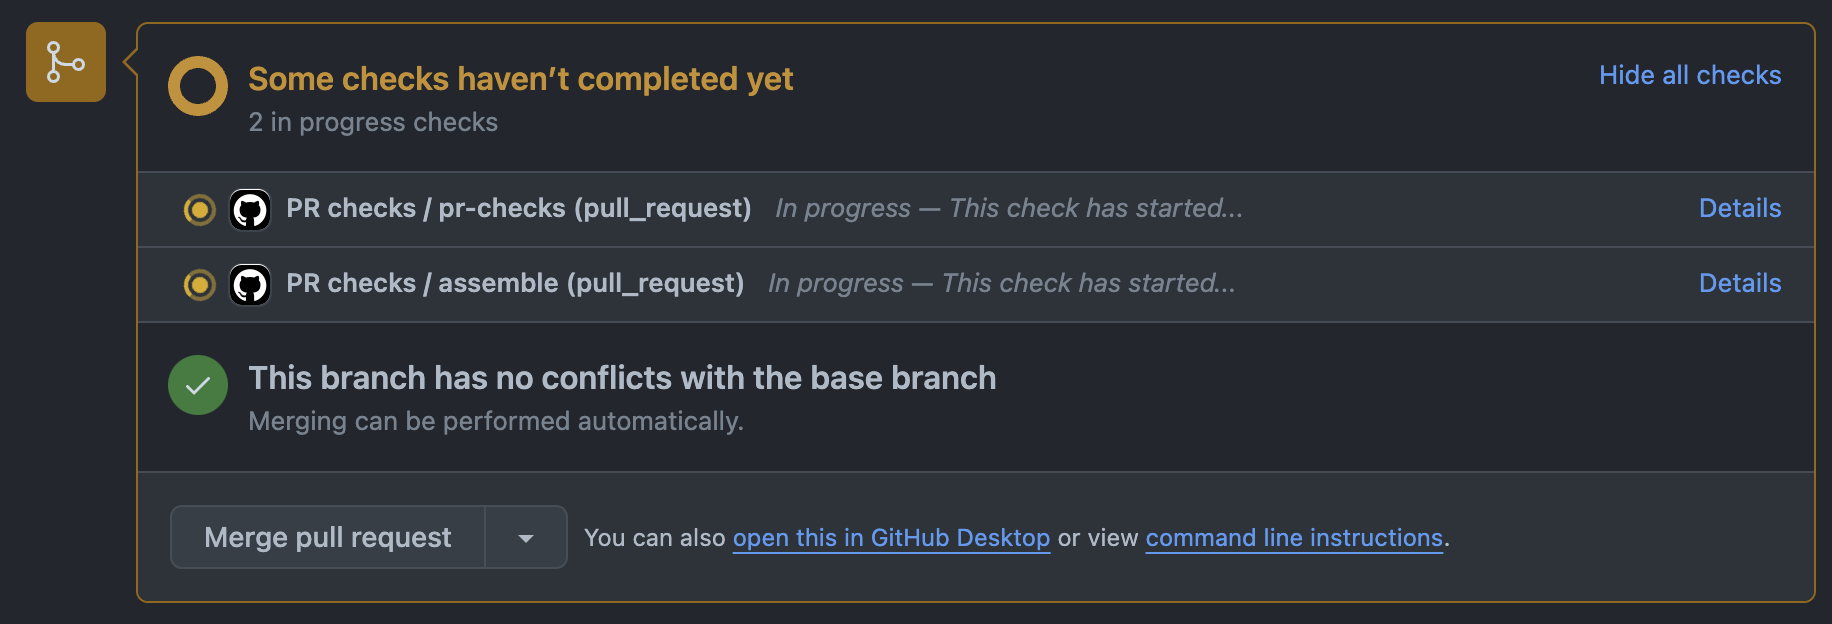 Some checks haven’t completed yet
Hide all checks
2 in progress checks
PR checks / pr-checks (pull_request) In progress — This check has started... Details
PR checks / assemble (pull_request) In progress — This check has started... Details
This branch has no conflicts with the base branch
Merging can be performed automatically.
Merge pull request
You can also open this in GitHub Desktop or view command line instructions.